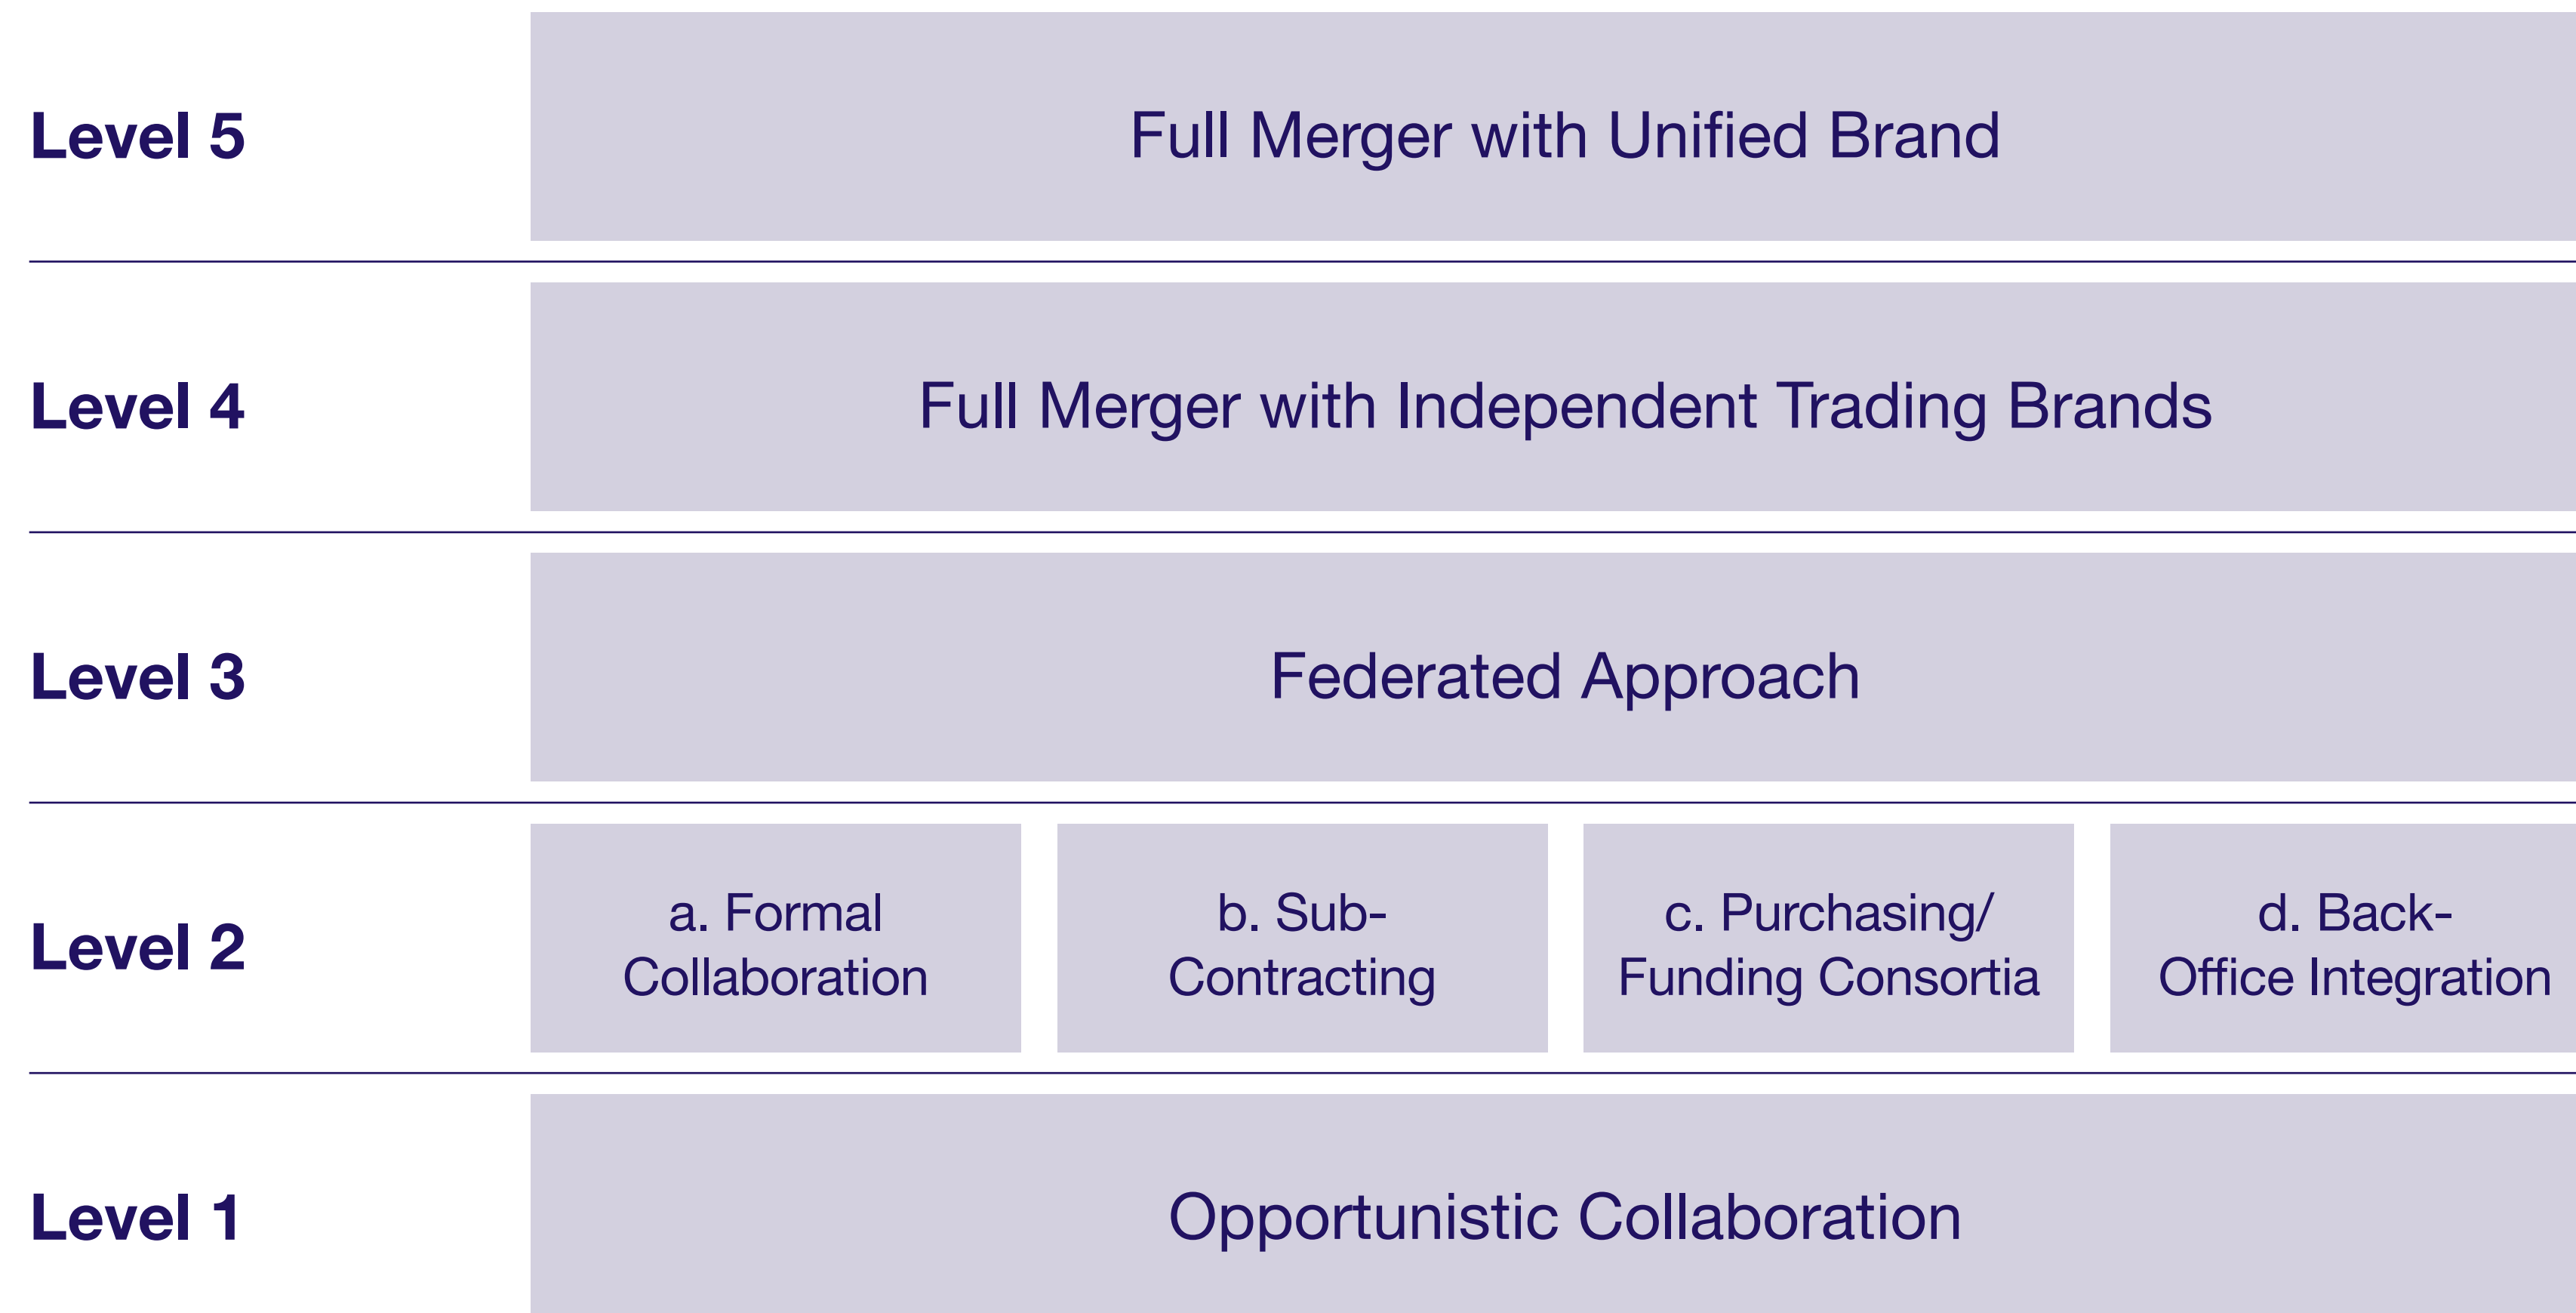 Level 5
Full Merger with Unified Brand
Level 4
Full Merger with Independent Trading Brands
Level 3
Federated Approach
Level 2
a. Formal
Collaboration
b. Sub-
Contracting
c. Purchasing/
Funding Consortia
d. Back-
Office Integration
Level 1
Opportunistic Collaboration